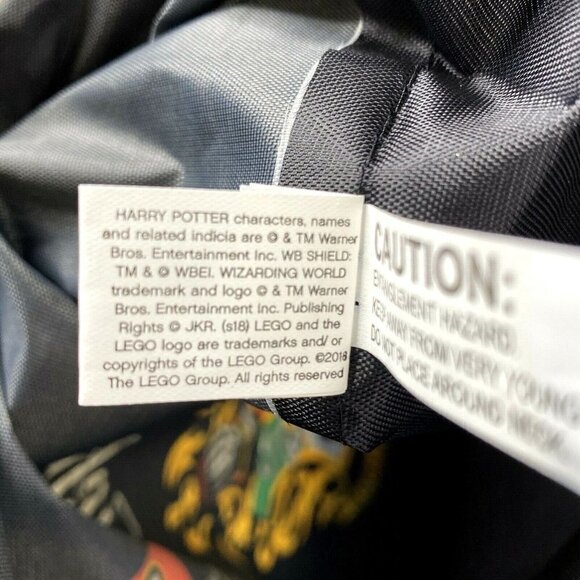 HARRY POTTER characters, names
and related indicia are © & TM Warner
Bros. Entertainment Inc. WB SHIELD:
TM & © WBEI. WIZARDING WORLD
trademark and logo © & TM Warner
Bros. Entertainment Inc. Publishing
Rights © JKR. (s18) LEGO and the
LEGO logo are trademarks and/ or
copyrights of the LEGO Group. ©2018
The LEGO Group. All rights reserved
CAUTION:
ENTANGLEMENT HAZARD.
KEEP AWAY FROM VERY YOUNG
DO NOT PLACE AROUND NECK.